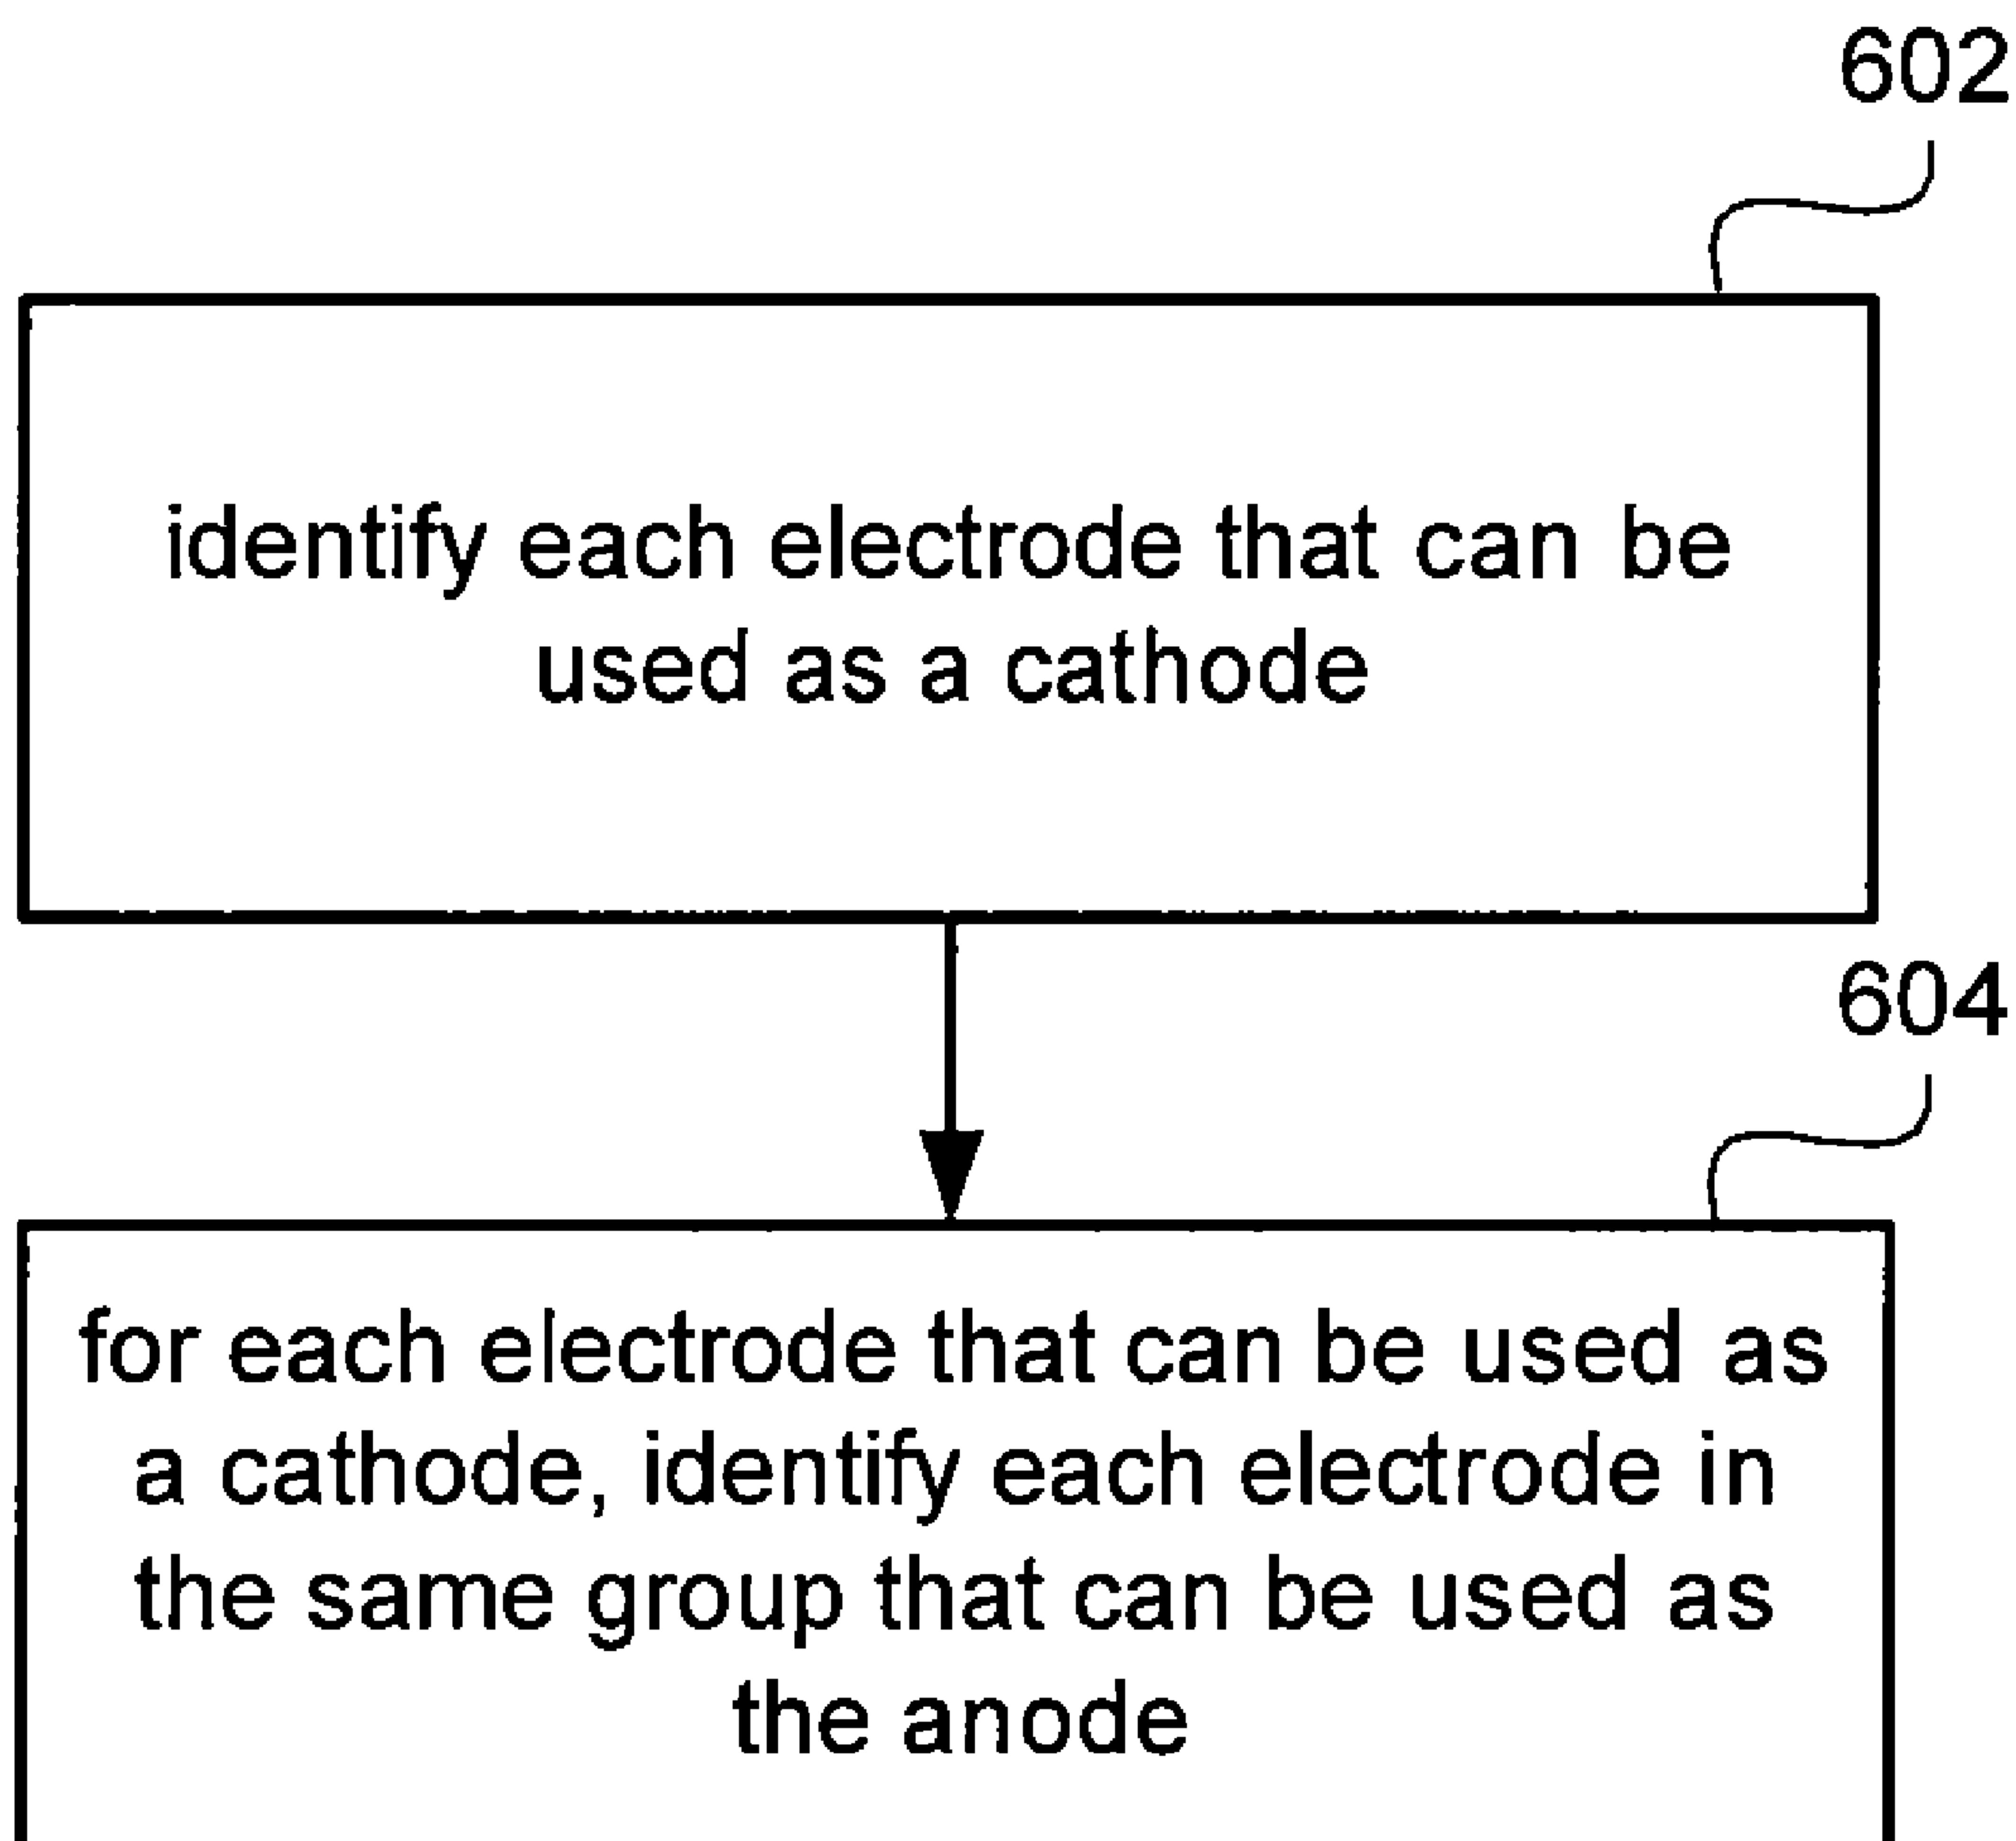 602
identify each electrode that can be
used as a cathode
604
for each electrode that can be used as
a cathode, identify each electrode in
the same group that can be used as
the anode